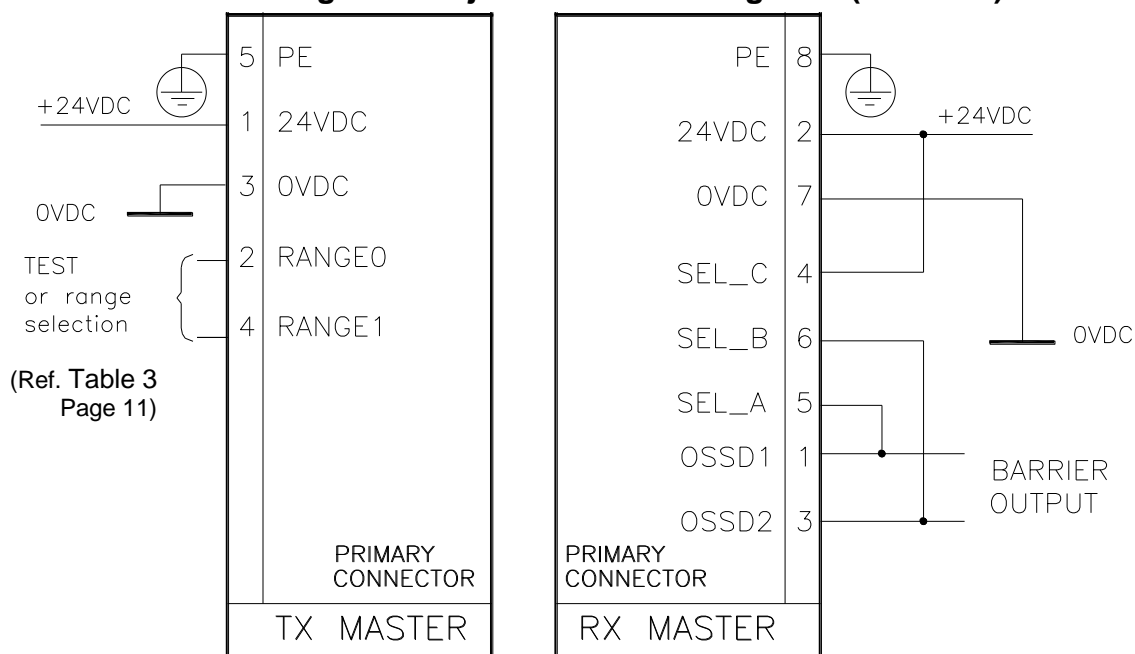 5 PE
+24VDC
1 24VDC
3 0VDC
0VDC
2 RANGE0
TEST
or range
selection
4 RANGE1
(Ref. Table 3
Page 11)
PRIMARY
CONNECTOR
TX MASTER
PE 8
+24VDC
24VDC 2
0VDC 7
SEL_C 4
SEL_B 6
0VDC
SEL_A 5
OSSD1 1
BARRIER
OUTPUT
OSSD2 3
PRIMARY
CONNECTOR
RX MASTER